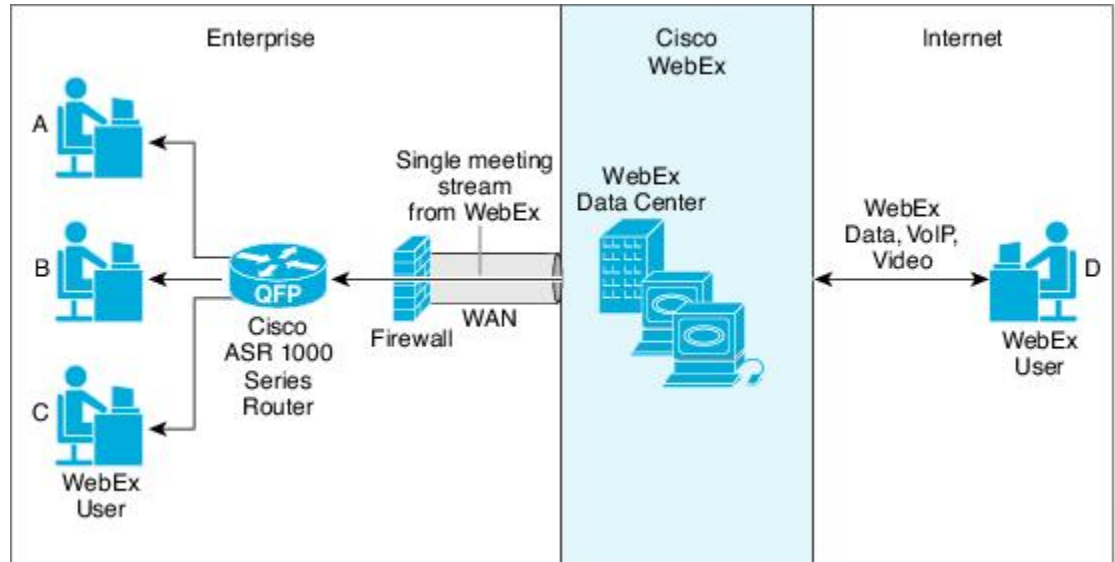 Enterprise
Cisco
WebEx
Internet
A
B
C
WebEx
User
QFP
Cisco
ASR 1000
Series
Router
Single meeting
stream
from WebEx
Firewall
WAN
WebEx
Data Center
WebEx
Data, VoIP,
Video
D
WebEx
User